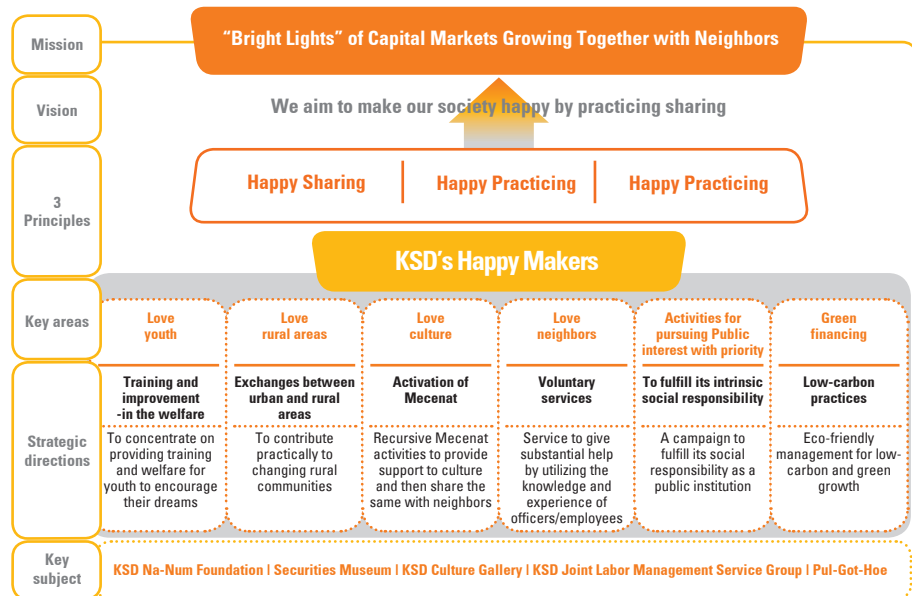 Mission
“Bright Lights” of Capital Markets Growing Together with Neighbors
Vision
We aim to make our society happy by practicing sharing
3
Principles
Happy Sharing | Happy Practicing | Happy Practicing
KSD's Happy Makers
Key areas
Love
youth
Love
rural areas
Love
culture
Love
neighbors
Activities for
pursuing Public
interest with priority
Green
financing
Strategic
directions
Training and
improvement
-in the welfare
To concentrate on
providing training
and welfare for
youth to encourage
their dreams
Exchanges between
urban and rural
areas
To contribute
practically to
changing rural
communities
Activation of
Mecenat
Recursive Mecenat
activities to provide
support to culture
and then share the
same with neighbors
Voluntary
services
Service to give
substantial help
by utilizing the
knowledge and
experience of
officers/employees
To fulfill its intrinsic
social responsibility
A campaign to
fulfill its social
responsibility as a
public institution
Low-carbon
practices
Eco-friendly
management for low-
carbon and green
growth
Key
subject
KSD Na-Num Foundation | Securities Museum | KSD Culture Gallery | KSD Joint Labor Management Service Group | Pul-Got-Hoe